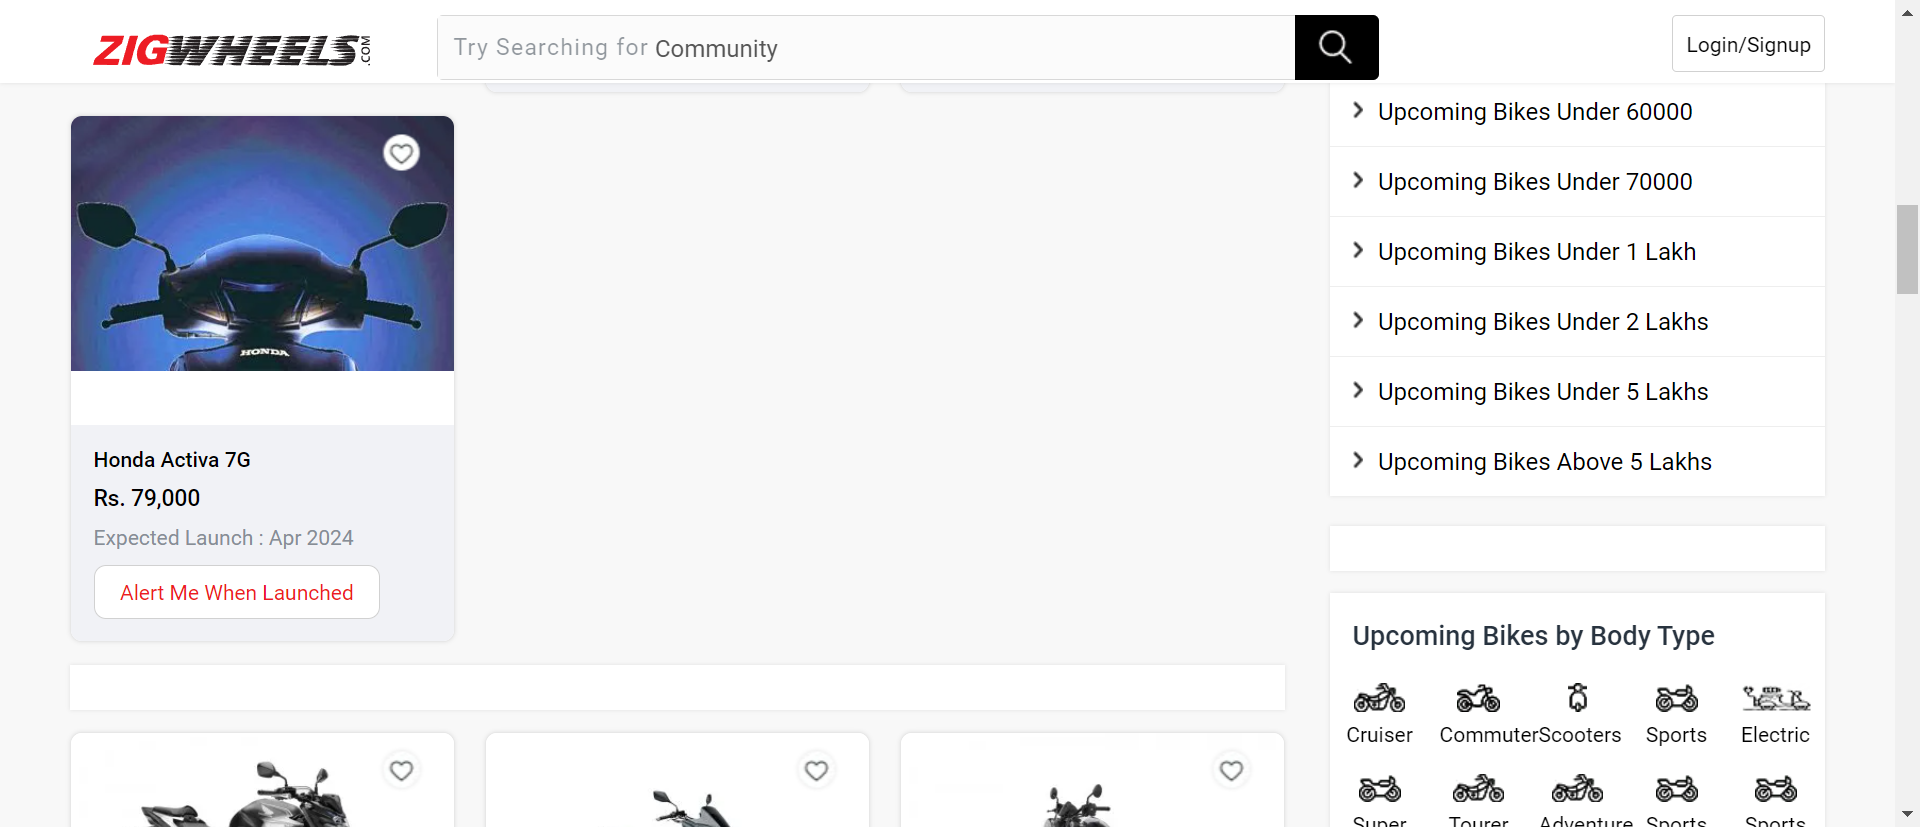 ZIGWHEELS.COM
Try Searching for Community
Login/Signup
HONDA
Honda Activa 7G
Rs. 79,000
Expected Launch : Apr 2024
Alert Me When Launched
Upcoming Bikes Under 60000
Upcoming Bikes Under 70000
Upcoming Bikes Under 1 Lakh
Upcoming Bikes Under 2 Lakhs
Upcoming Bikes Under 5 Lakhs
Upcoming Bikes Above 5 Lakhs
Upcoming Bikes by Body Type
Cruiser Commuter Scooters Sports Electric
Super Tourer Adventure Sports Sports